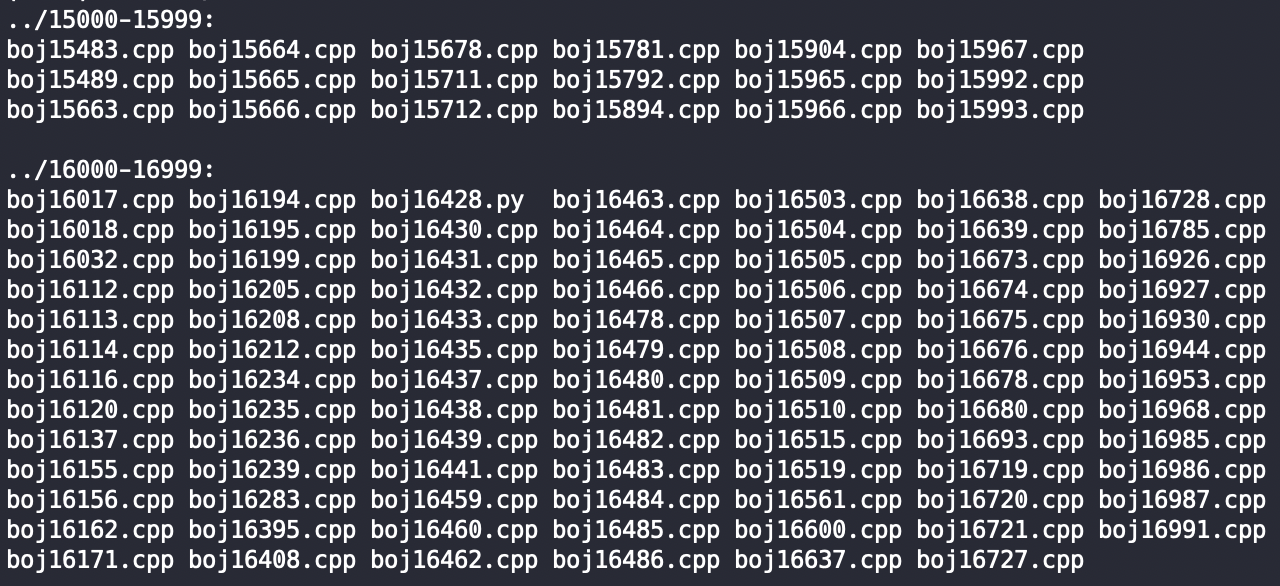 ../15000-15999:
boj15483.cpp boj15664.cpp boj15678.cpp boj15781.cpp boj15904.cpp boj15967.cpp
boj15489.cpp boj15665.cpp boj15711.cpp boj15792.cpp boj15965.cpp boj15992.cpp
boj15663.cpp boj15666.cpp boj15712.cpp boj15894.cpp boj15966.cpp boj15993.cpp

../16000-16999:
boj16017.cpp boj16194.cpp boj16428.py  boj16463.cpp boj16503.cpp boj16638.cpp boj16728.cpp
boj16018.cpp boj16195.cpp boj16430.cpp boj16464.cpp boj16504.cpp boj16639.cpp boj16785.cpp
boj16032.cpp boj16199.cpp boj16431.cpp boj16465.cpp boj16505.cpp boj16673.cpp boj16926.cpp
boj16112.cpp boj16205.cpp boj16432.cpp boj16466.cpp boj16506.cpp boj16674.cpp boj16927.cpp
boj16113.cpp boj16208.cpp boj16433.cpp boj16478.cpp boj16507.cpp boj16675.cpp boj16930.cpp
boj16114.cpp boj16212.cpp boj16435.cpp boj16479.cpp boj16508.cpp boj16676.cpp boj16944.cpp
boj16116.cpp boj16234.cpp boj16437.cpp boj16480.cpp boj16509.cpp boj16678.cpp boj16953.cpp
boj16120.cpp boj16235.cpp boj16438.cpp boj16481.cpp boj16510.cpp boj16680.cpp boj16968.cpp
boj16137.cpp boj16236.cpp boj16439.cpp boj16482.cpp boj16515.cpp boj16693.cpp boj16985.cpp
boj16155.cpp boj16239.cpp boj16441.cpp boj16483.cpp boj16519.cpp boj16719.cpp boj16986.cpp
boj16156.cpp boj16283.cpp boj16459.cpp boj16484.cpp boj16561.cpp boj16720.cpp boj16987.cpp
boj16162.cpp boj16395.cpp boj16460.cpp boj16485.cpp boj16600.cpp boj16721.cpp boj16991.cpp
boj16171.cpp boj16408.cpp boj16462.cpp boj16486.cpp boj16637.cpp boj16727.cpp